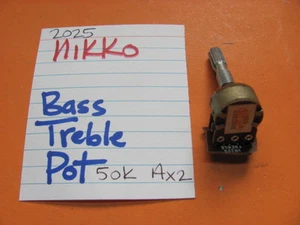 2025
NIKKO
Bass
Treble
Pot 50K Ax2